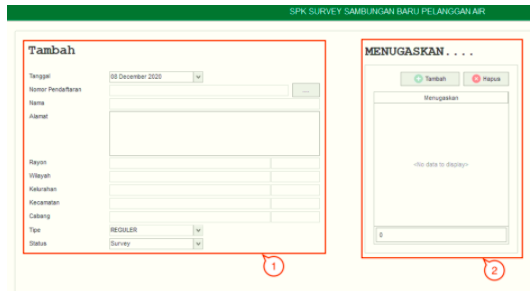 SPK SURVEY SAMBUNGAN BARU PELANGGAN AIR
Tambah
Tanggal 08 December 2020
Nomor Pendaftaran ...
Nama
Alamat
Rayon
Wilayah
Kelurahan
Kecamatan
Cabang
Tipe REGULER
Status Survey
1
MENUGASKAN....
Tambah Hapus
Menugaskan
<No data to display>
0
2